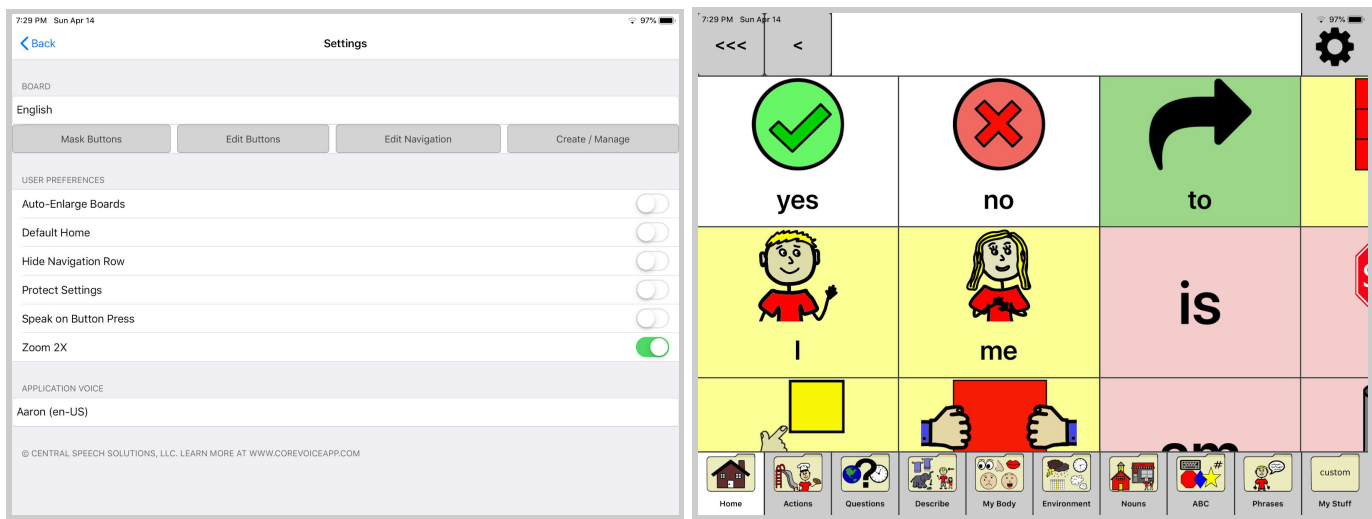 7:29 PM Sun Apr 14
97%
Back
Settings
BOARD
English
Mask Buttons
Edit Buttons
Edit Navigation
Create / Manage
USER PREFERENCES
Auto-Enlarge Boards
Default Home
Hide Navigation Row
Protect Settings
Speak on Button Press
Zoom 2X
APPLICATION VOICE
Aaron (en-US)
© CENTRAL SPEECH SOLUTIONS, LLC. LEARN MORE AT WWW.COREVOICEAPP.COM
7:29 PM Sun Apr 14
97%
<<<
<
yes
no
to
I
me
is
#
custom
Home
Actions
Questions
Describe
My Body
Environment
Nouns
ABC
Phrases
My Stuff